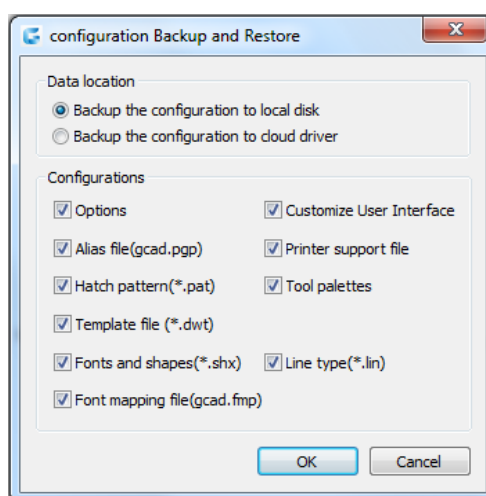 configuration Backup and Restore
Data location
Backup the configuration to local disk
Backup the configuration to cloud driver
Configurations
Options Customize User Interface
Alias file(gcad.pgp) Printer support file
Hatch pattern(*.pat) Tool palettes
Template file (*.dwt)
Fonts and shapes(*.shx) Line type(*.lin)
Font mapping file(gcad.fmp)
OK Cancel